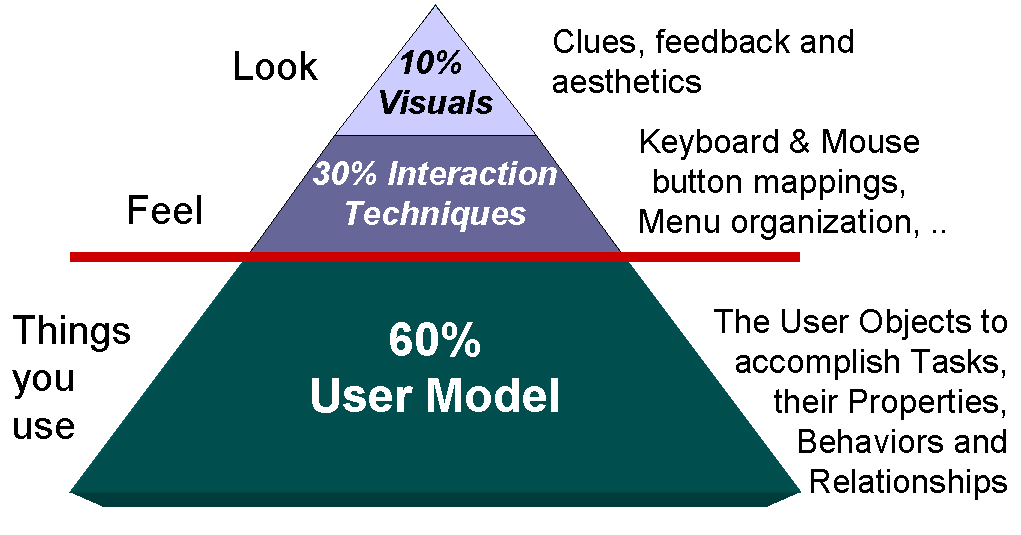 Look
10%
Visuals
Clues, feedback and
aesthetics
Feel
30% Interaction
Techniques
Keyboard & Mouse
button mappings,
Menu organization, ..
Things
you
use
60%
User Model
The User Objects to
accomplish Tasks,
their Properties,
Behaviors and
Relationships